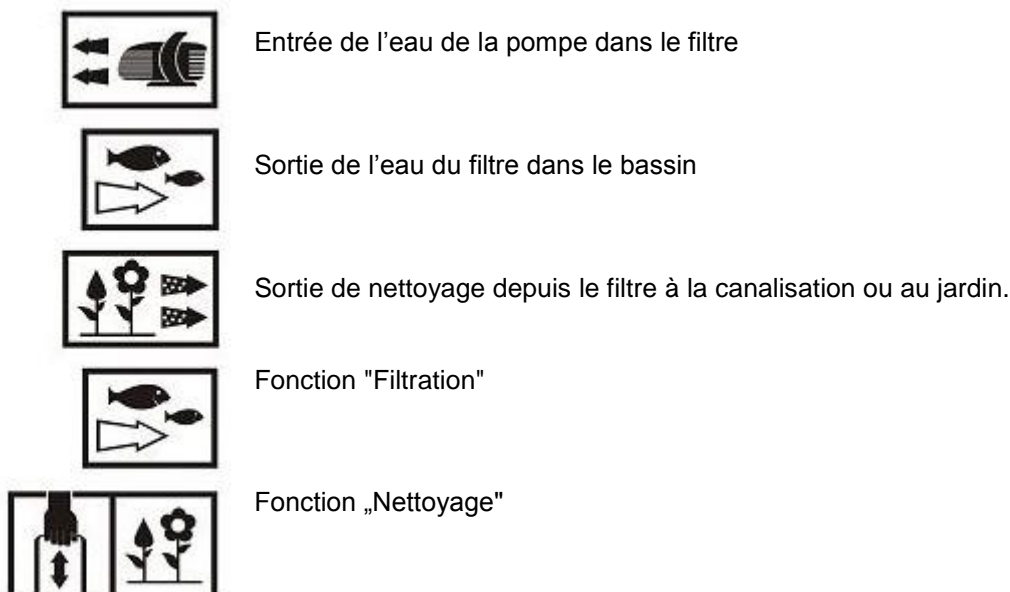 Entrée de l’eau de la pompe dans le filtre
Sortie de l’eau du filtre dans le bassin
Sortie de nettoyage depuis le filtre à la canalisation ou au jardin.
Fonction "Filtration"
Fonction „Nettoyage"